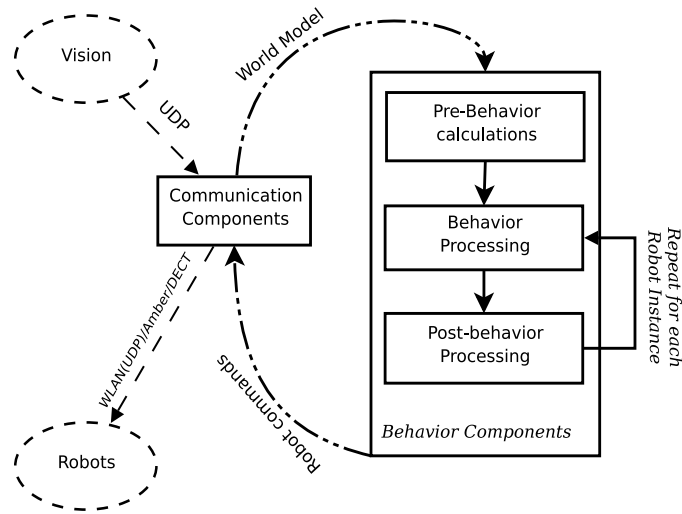 Vision
UDP
World Model
Pre-Behavior
calculations
Communication
Components
Behavior
Processing
Repeat for each
Robot Instance
WLAN(UDP)/Amber/DECT
Post-behavior
Processing
Robot commands
Behavior Components
Robots